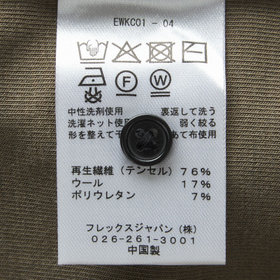 EWKC01 - 04
中性洗剤使用 裏返して洗う
洗濯ネット使用 弱く絞る
形を整えて干 あて布使用
再生繊維(テンセル) 76%
ウール 17%
ポリウレタン 7%
フレックスジャパン(株)
026-261-3001
中国製